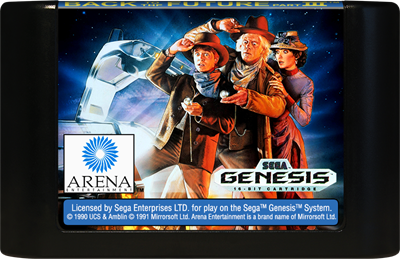 BACK TO THE FUTURE PART III
ARENA
ENTERTAINMENT
SEGA
GENESIS
16-BIT CARTRIDGE
Licensed by Sega Enterprises LTD. for play on the Sega™ Genesis™ System.
© 1990 UCS & Amblin © 1991 Mirrorsoft Ltd. Arena Entertainment is a brand name of Mirrorsoft Ltd.